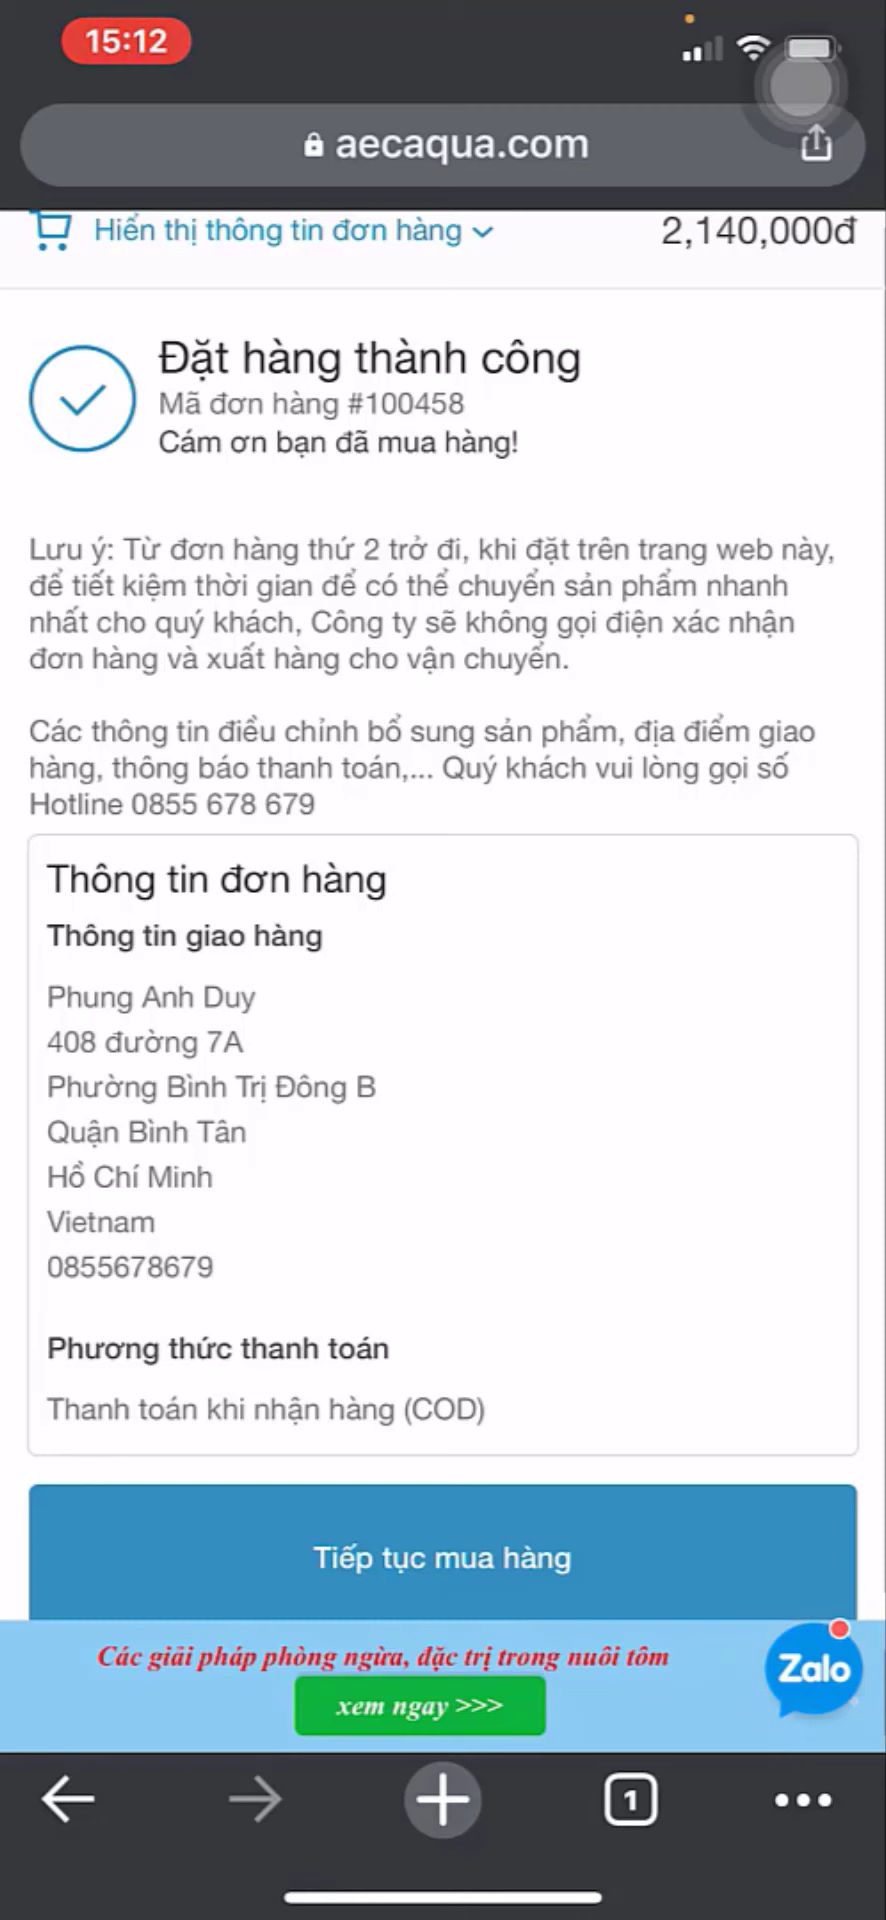 15:12
aecaqua.com
Hiển thị thông tin đơn hàng
2,140,000đ
Đặt hàng thành công
Mã đơn hàng #100458
Cám ơn bạn đã mua hàng!
Lưu ý: Từ đơn hàng thứ 2 trở đi, khi đặt trên trang web này,
để tiết kiệm thời gian để có thể chuyển sản phẩm nhanh
nhất cho quý khách, Công ty sẽ không gọi điện xác nhận
đơn hàng và xuất hàng cho vận chuyển.
Các thông tin điều chỉnh bổ sung sản phẩm, địa điểm giao
hàng, thông báo thanh toán,... Quý khách vui lòng gọi số
Hotline 0855 678 679
Thông tin đơn hàng
Thông tin giao hàng
Phung Anh Duy
408 đường 7A
Phường Bình Trị Đông B
Quận Bình Tân
Hồ Chí Minh
Vietnam
0855678679
Phương thức thanh toán
Thanh toán khi nhận hàng (COD)
Tiếp tục mua hàng
Các giải pháp phòng ngừa, đặc trị trong nuôi tôm
xem ngay >>>
Zalo
1